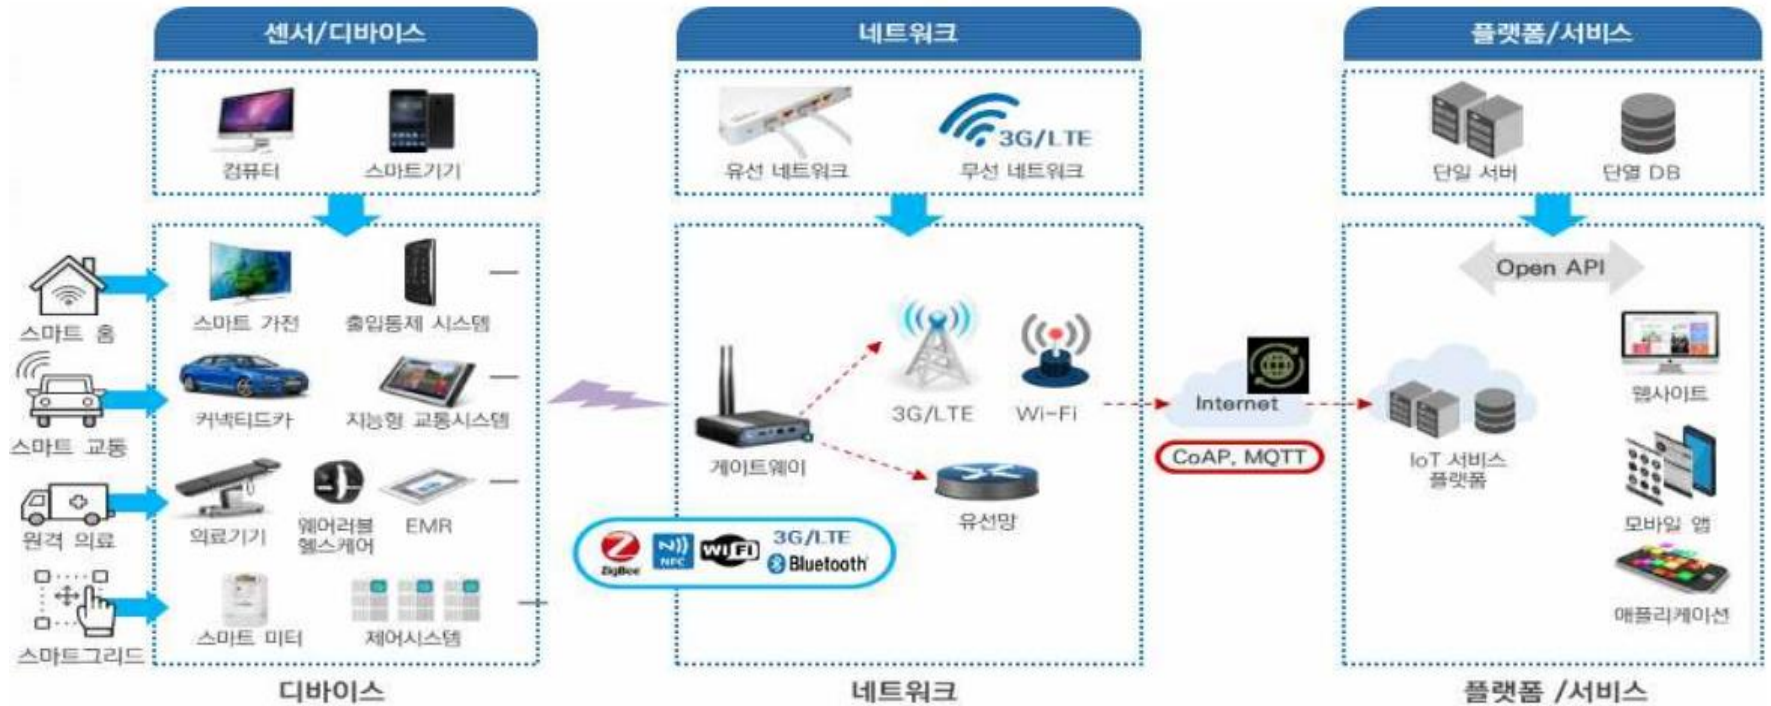 센서/디바이스
네트워크
플랫폼/서비스
컴퓨터
스마트기기
유선 네트워크
3G/LTE
무선 네트워크
단일 서버
단열 DB
스마트 홈
스마트 교통
원격 의료
스마트그리드
스마트 가전
출입통제 시스템
커넥티드카
지능형 교통시스템
의료기기
웨어러블
헬스케어
EMR
스마트 미터
제어시스템
게이트웨이
3G/LTE
Wi-Fi
유선망
ZigBee
N
NFC
Wi Fi
3G/LTE
Bluetooth
Internet
CoAP, MQTT
Open API
IoT 서비스
플랫폼
웹사이트
모바일 앱
애플리케이션
디바이스
네트워크
플랫폼 /서비스